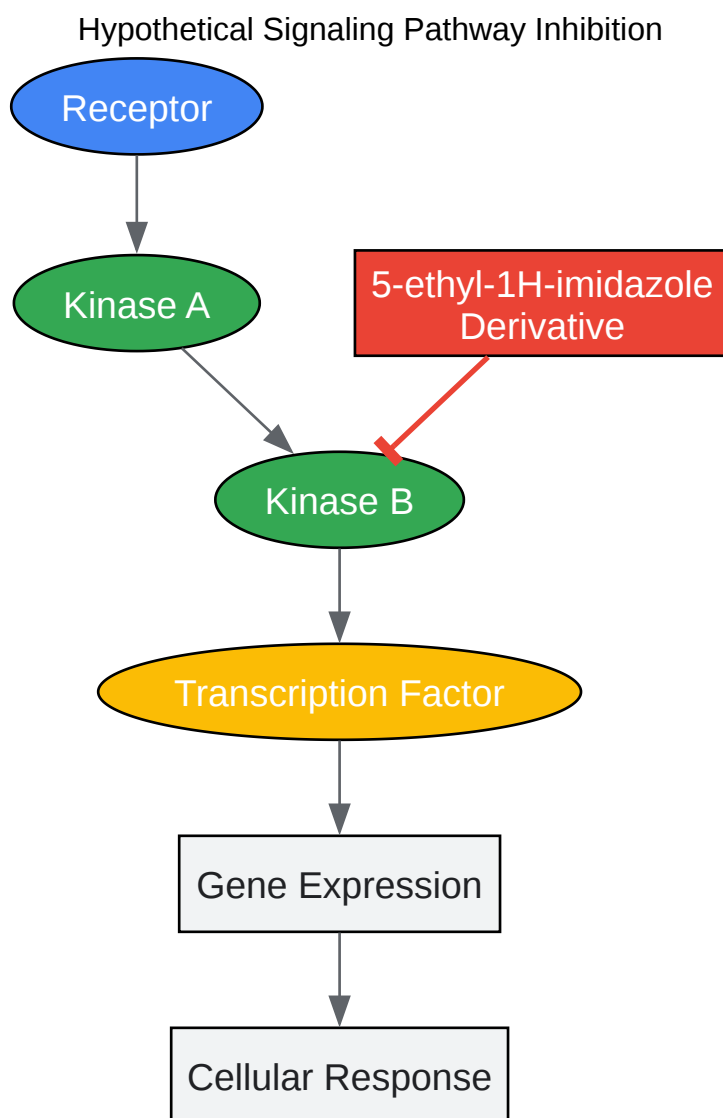 Hypothetical Signaling Pathway Inhibition
Receptor
Kinase A
5-ethyl-1H-imidazole
Derivative
Kinase B
Transcription Factor
Gene Expression
Cellular Response